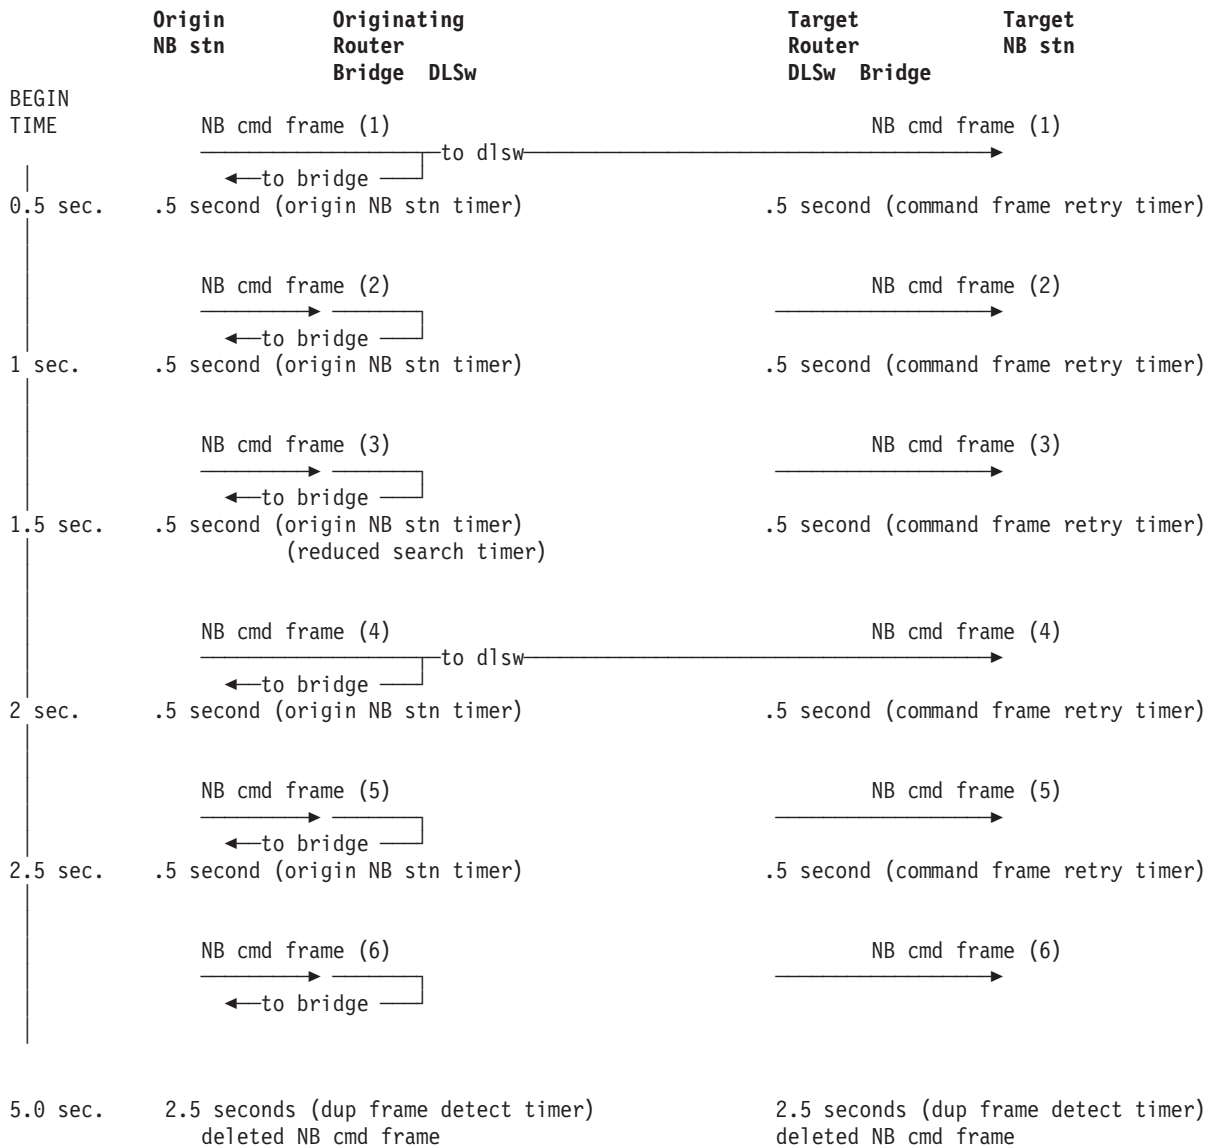 Origin Originating Target Target
NB stn Router Router NB stn
Bridge DLSw DLSw Bridge
BEGIN
TIME NB cmd frame (1) NB cmd frame (1)
to dlsw
to bridge
0.5 sec. .5 second (origin NB stn timer) .5 second (command frame retry timer)
NB cmd frame (2) NB cmd frame (2)
to bridge
1 sec. .5 second (origin NB stn timer) .5 second (command frame retry timer)
NB cmd frame (3) NB cmd frame (3)
to bridge
1.5 sec. .5 second (origin NB stn timer) .5 second (command frame retry timer)
(reduced search timer)
NB cmd frame (4) NB cmd frame (4)
to dlsw
to bridge
2 sec. .5 second (origin NB stn timer) .5 second (command frame retry timer)
NB cmd frame (5) NB cmd frame (5)
to bridge
2.5 sec. .5 second (origin NB stn timer) .5 second (command frame retry timer)
NB cmd frame (6) NB cmd frame (6)
to bridge
5.0 sec. 2.5 seconds (dup frame detect timer) 2.5 seconds (dup frame detect timer)
deleted NB cmd frame deleted NB cmd frame